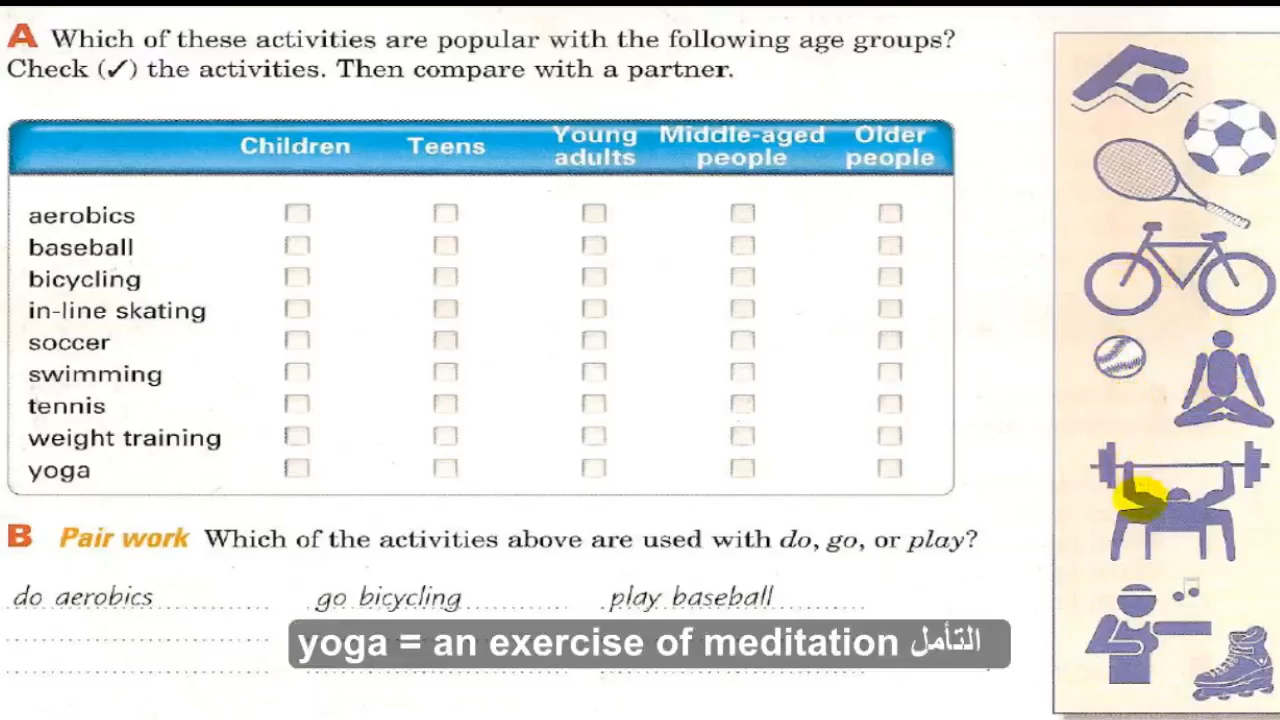 A Which of these activities are popular with the following age groups?
Check (✓) the activities. Then compare with a partner.
Children Teens Young adults Middle-aged people Older people
aerobics
baseball
bicycling
in-line skating
soccer
swimming
tennis
weight training
yoga
B Pair work Which of the activities above are used with do, go, or play?
do aerobics go bicycling play baseball
yoga = an exercise of meditation التأمل